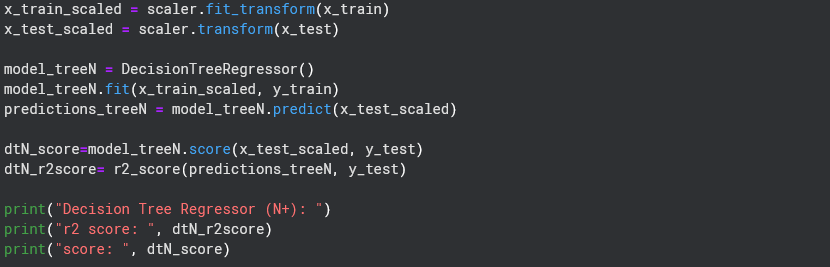 x_train_scaled = scaler.fit_transform(x_train)
x_test_scaled = scaler.transform(x_test)
model_treeN = DecisionTreeRegressor()
model_treeN.fit(x_train_scaled, y_train)
predictions_treeN = model_treeN.predict(x_test_scaled)
dtN_score=model_treeN.score(x_test_scaled, y_test)
dtN_r2score= r2_score(predictions_treeN, y_test)
print("Decision Tree Regressor (N+): ")
print("r2 score: ", dtN_r2score)
print("score: ", dtN_score)